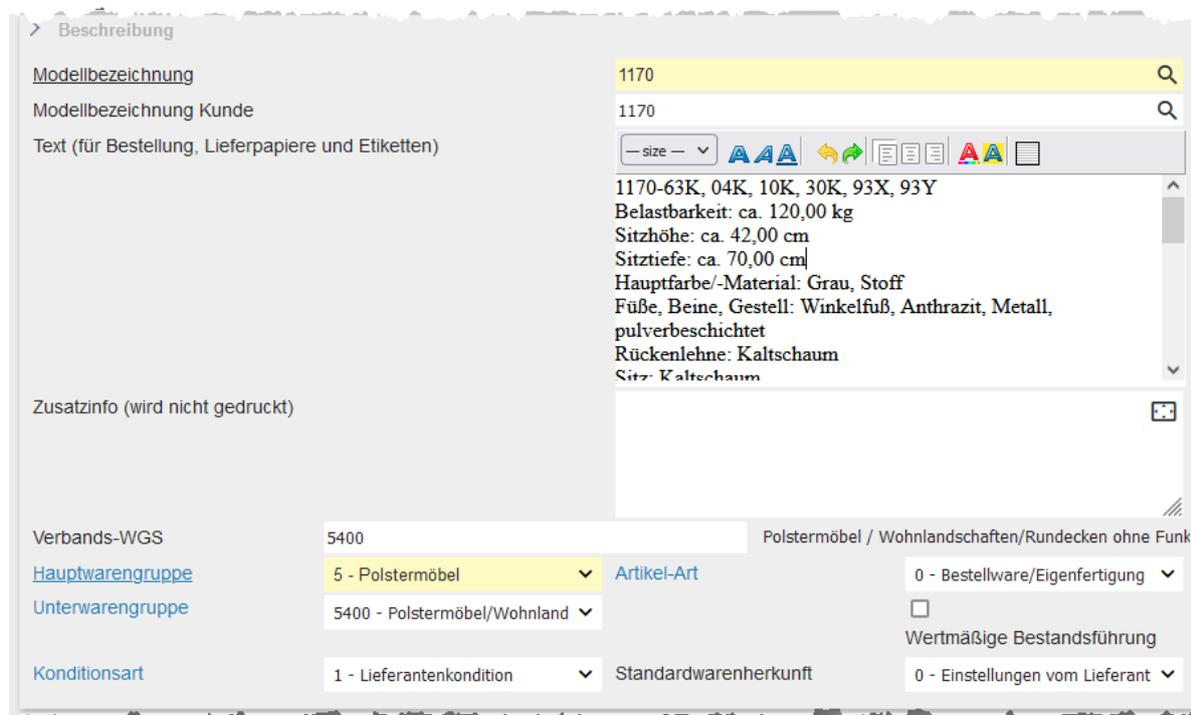 Beschreibung
Modellbezeichnung 1170
Modellbezeichnung Kunde 1170
Text (für Bestellung, Lieferpapiere und Etiketten) — size — A A A A A
1170-63K, 04K, 10K, 30K, 93X, 93Y
Belastbarkeit: ca. 120,00 kg
Sitzhöhe: ca. 42,00 cm
Sitztiefe: ca. 70,00 cm
Hauptfarbe/-Material: Grau, Stoff
Füße, Beine, Gestell: Winkelfuß, Anthrazit, Metall,
pulverbeschichtet
Rückenlehne: Kaltschaum
Sitz: Kaltschaum
Zusatzinfo (wird nicht gedruckt)
Verbands-WGS 5400 Polstermöbel / Wohnlandschaften/Rundecken ohne Funk
Hauptwarengruppe 5 - Polstermöbel Artikel-Art 0 - Bestellware/Eigenfertigung
Unterwarengruppe 5400 - Polstermöbel/Wohnland
Wertmäßige Bestandsführung
Konditionsart 1 - Lieferantenkondition Standardwarenherkunft 0 - Einstellungen vom Lieferant